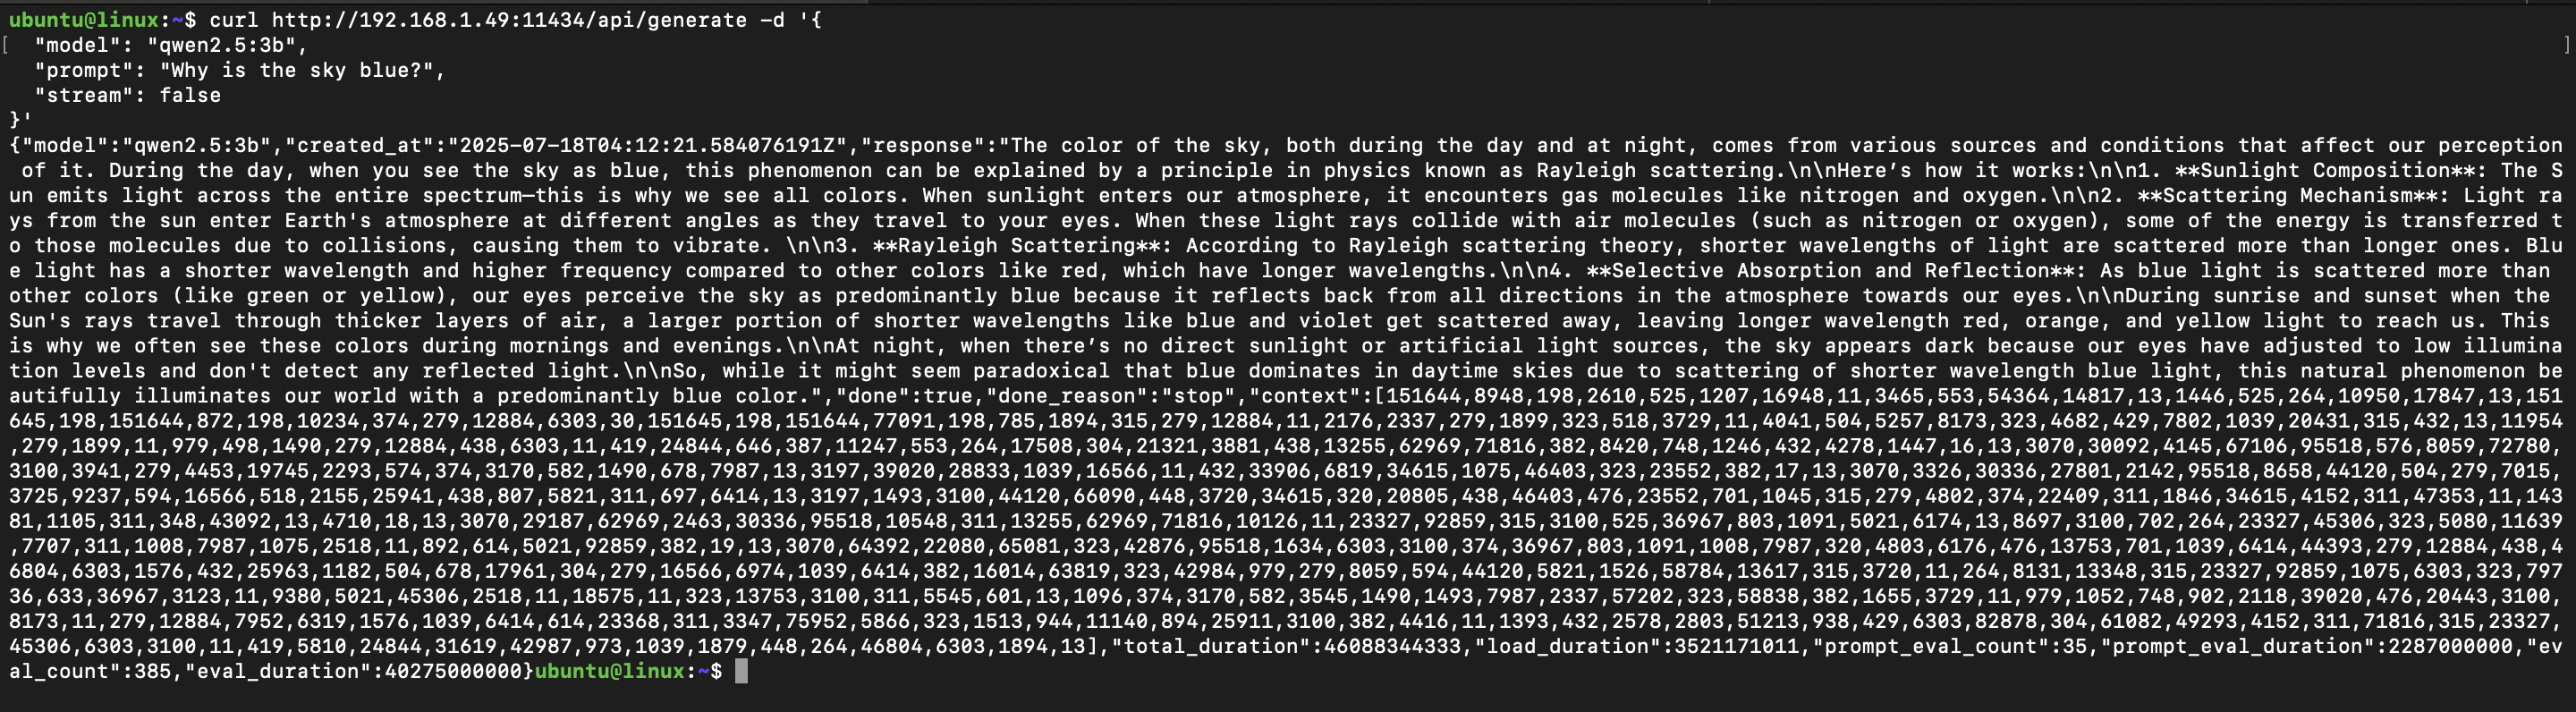 ubuntu@linux:~$ curl http://192.168.1.49:11434/api/generate -d '{
[  "model": "qwen2.5:3b", ]
  "prompt": "Why is the sky blue?",
  "stream": false
}'
{"model":"qwen2.5:3b","created_at":"2025-07-18T04:12:21.584076191Z","response":"The color of the sky, both during the day and at night, comes from various sources and conditions that affect our perception
 of it. During the day, when you see the sky as blue, this phenomenon can be explained by a principle in physics known as Rayleigh scattering.\n\nHere's how it works:\n\n1. **Sunlight Composition**: The S
un emits light across the entire spectrum—this is why we see all colors. When sunlight enters our atmosphere, it encounters gas molecules like nitrogen and oxygen.\n\n2. **Scattering Mechanism**: Light ra
ys from the sun enter Earth's atmosphere at different angles as they travel to your eyes. When these light rays collide with air molecules (such as nitrogen or oxygen), some of the energy is transferred t
o those molecules due to collisions, causing them to vibrate. \n\n3. **Rayleigh Scattering**: According to Rayleigh scattering theory, shorter wavelengths of light are scattered more than longer ones. Blu
e light has a shorter wavelength and higher frequency compared to other colors like red, which have longer wavelengths.\n\n4. **Selective Absorption and Reflection**: As blue light is scattered more than
other colors (like green or yellow), our eyes perceive the sky as predominantly blue because it reflects back from all directions in the atmosphere towards our eyes.\n\nDuring sunrise and sunset when the
Sun's rays travel through thicker layers of air, a larger portion of shorter wavelengths like blue and violet get scattered away, leaving longer wavelength red, orange, and yellow light to reach us. This
is why we often see these colors during mornings and evenings.\n\nAt night, when there's no direct sunlight or artificial light sources, the sky appears dark because our eyes have adjusted to low illumina
tion levels and don't detect any reflected light.\n\nSo, while it might seem paradoxical that blue dominates in daytime skies due to scattering of shorter wavelength blue light, this natural phenomenon be
autifully illuminates our world with a predominantly blue color.","done":true,"done_reason":"stop","context":[151644,8948,198,2610,525,1207,16948,11,3465,553,54364,14817,13,1446,525,264,10950,17847,13,151
645,198,151644,872,198,10234,374,279,12884,6303,30,151645,198,151644,77091,198,785,1894,315,279,12884,11,2176,2337,279,1899,323,518,3729,11,4041,504,5257,8173,323,4682,429,7802,1039,20431,315,432,13,11954
,279,1899,11,979,498,1490,279,12884,438,6303,11,419,24844,646,387,11247,553,264,17508,304,21321,3881,438,13255,62969,71816,382,8420,748,1246,432,4278,1447,16,13,3070,30092,4145,67106,95518,576,8059,72780,
3100,3941,279,4453,19745,2293,574,374,3170,582,1490,678,7987,13,3197,39020,28833,1039,16566,11,432,33906,6819,34615,1075,46403,323,23552,382,17,13,3070,3326,30336,27801,2142,95518,8658,44120,504,279,7015,
3725,9237,594,16566,518,2155,25941,438,807,5821,311,697,6414,13,3197,1493,3100,44120,66090,448,3720,34615,320,20805,438,46403,476,23552,701,1045,315,279,4802,374,22409,311,1846,34615,4152,311,47353,11,143
81,1105,311,348,43092,13,4710,18,13,3070,29187,62969,2463,30336,95518,10548,311,13255,62969,71816,10126,11,23327,92859,315,3100,525,36967,803,1091,5021,6174,13,8697,3100,702,264,23327,45306,323,5080,11639
,7707,311,1008,7987,1075,2518,11,892,614,5021,92859,382,19,13,3070,64392,22080,65081,323,42876,95518,1634,6303,3100,374,36967,803,1091,1008,7987,320,4803,6176,476,13753,701,1039,6414,44393,279,12884,438,4
6804,6303,1576,432,25963,1182,504,678,17961,304,279,16566,6974,1039,6414,382,16014,63819,323,42984,979,279,8059,594,44120,5821,1526,58784,13617,315,3720,11,264,8131,13348,315,23327,92859,1075,6303,323,797
36,633,36967,3123,11,9380,5021,45306,2518,11,18575,11,323,13753,3100,311,5545,601,13,1096,374,3170,582,3545,1490,1493,7987,2337,57202,323,58838,382,1655,3729,11,979,1052,748,902,2118,39020,476,20443,3100,
8173,11,279,12884,7952,6319,1576,1039,6414,614,23368,311,3347,75952,5866,323,1513,944,11140,894,25911,3100,382,4416,11,1393,432,2578,2803,51213,938,429,6303,82878,304,61082,49293,4152,311,71816,315,23327,
45306,6303,3100,11,419,5810,24844,31619,42987,973,1039,1879,448,264,46804,6303,1894,13],"total_duration":46088344333,"load_duration":3521171011,"prompt_eval_count":35,"prompt_eval_duration":2287000000,"ev
al_count":385,"eval_duration":40275000000}ubuntu@linux:~$